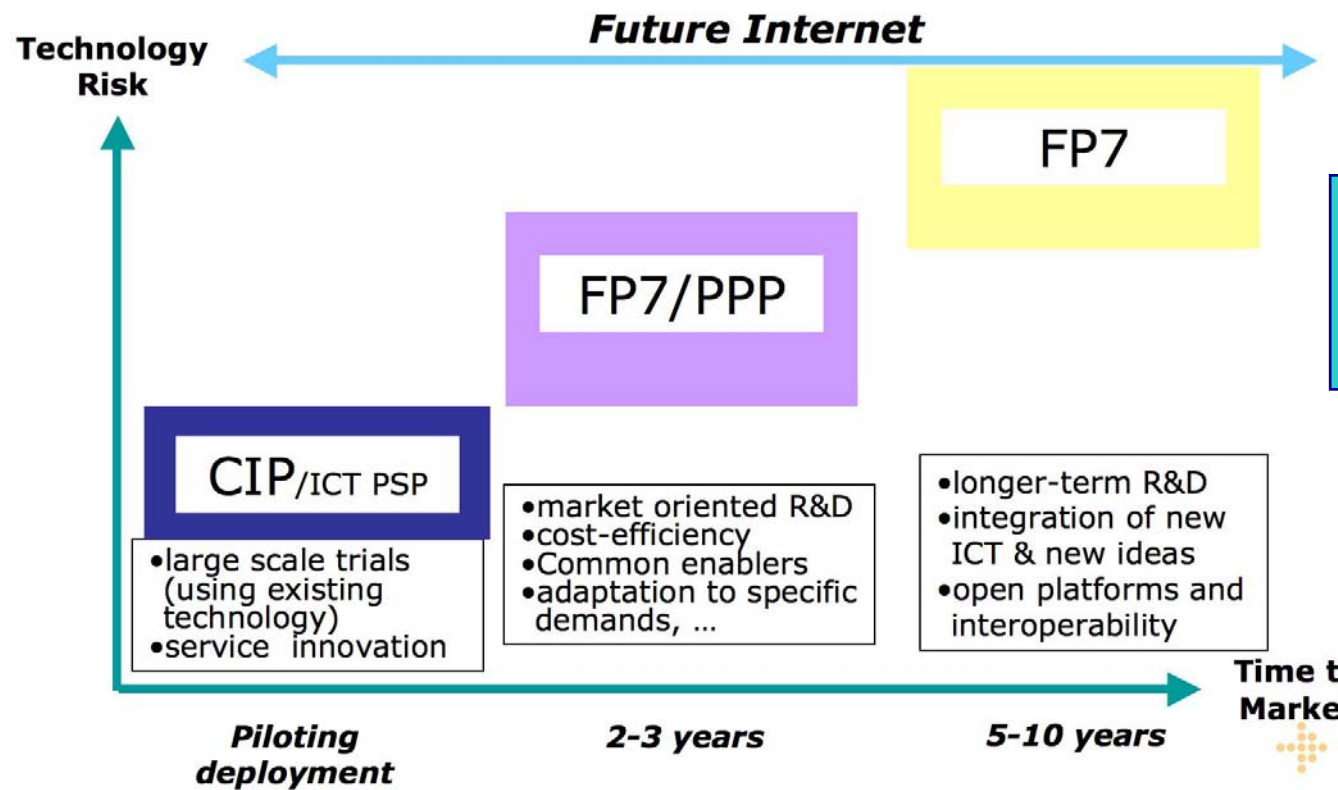 Future Internet
Technology
Risk
FP7
FP7/PPP
CIP/ICT PSP
•large scale trials
(using existing
technology)
•service innovation
•market oriented R&D
•cost-efficiency
•Common enablers
•adaptation to specific
demands, ...
•longer-term R&D
•integration of new
ICT & new ideas
•open platforms and
interoperability
Time t
Marke
Piloting
deployment
2-3 years
5-10 years